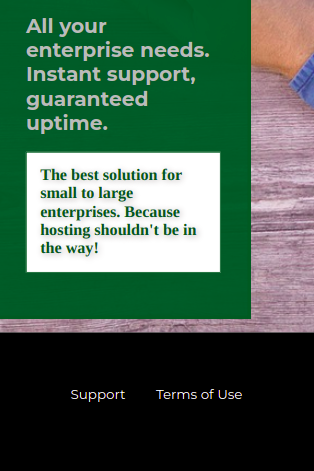 All your
enterprise needs.
Instant support,
guaranteed
uptime.
The best solution for
small to large
enterprises. Because
hosting shouldn't be in
the way!
Support Terms of Use